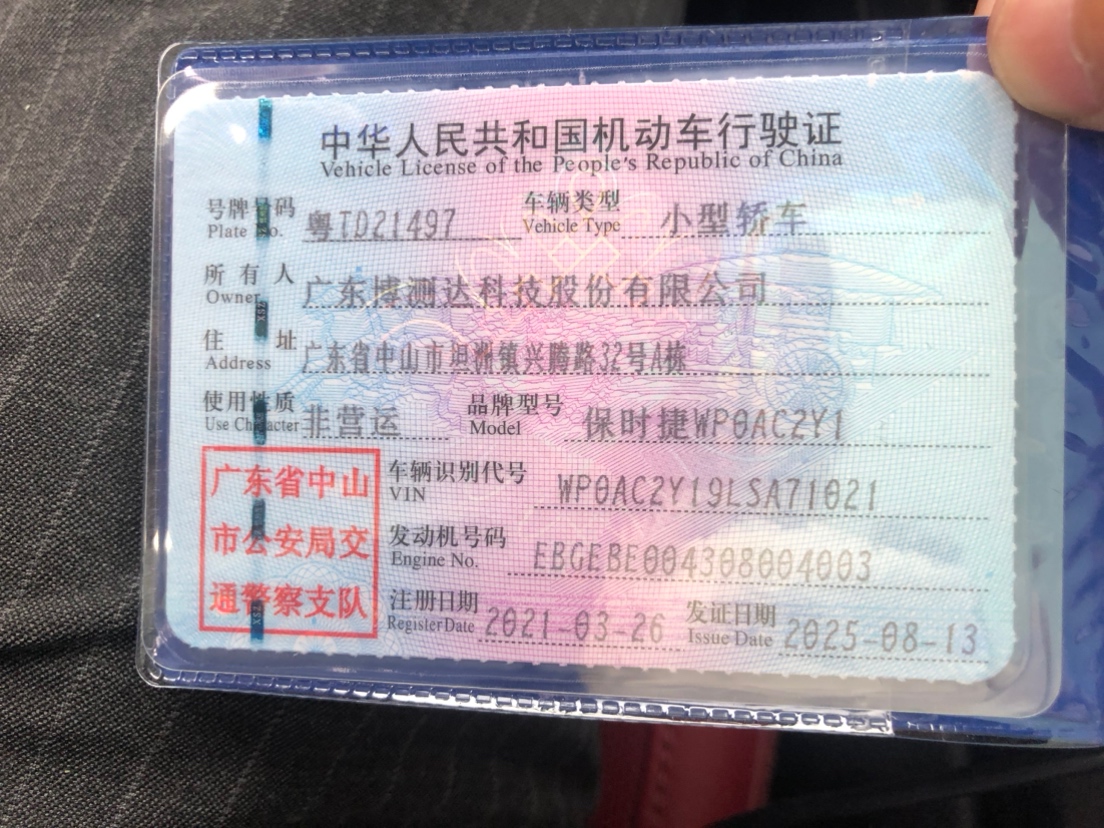 中华人民共和国机动车行驶证
Vehicle License of the People's Republic of China
号牌号码 粤TD21497 车辆类型 小型轿车
Plate No. Vehicle Type
所有人 广东博测达科技股份有限公司
Owner
住址 广东省中山市坦洲镇兴腾路32号A栋
Address
使用性质 非营运 品牌型号 保时捷WP0AC2Y1
Use Character Model
广东省中山
市公安局交
通警察支队
车辆识别代号 WP0AC2Y19LSA71021
VIN
发动机号码 EBGEBE004308004003
Engine No.
注册日期 2021-03-26 发证日期 2025-08-13
Register Date Issue Date